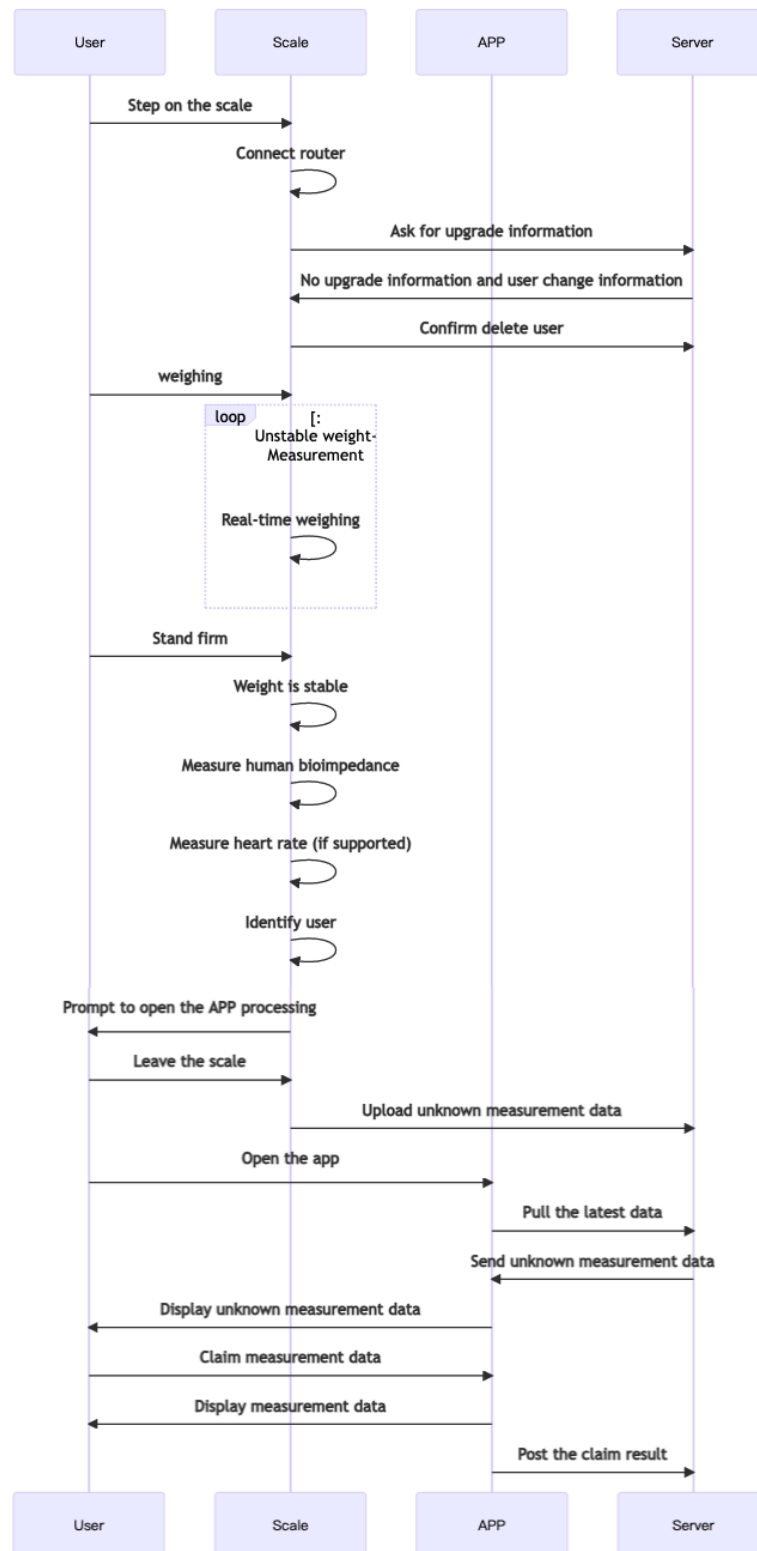 User
Scale
APP
Server
Step on the scale
Connect router
Ask for upgrade information
No upgrade information and user change information
Confirm delete user
weighing
loop
[:
Unstable weight-
Measurement
Real-time weighing
Stand firm
Weight is stable
Measure human bioimpedance
Measure heart rate (if supported)
Identify user
Prompt to open the APP processing
Leave the scale
Upload unknown measurement data
Open the app
Pull the latest data
Send unknown measurement data
Display unknown measurement data
Claim measurement data
Display measurement data
Post the claim result
User
Scale
APP
Server